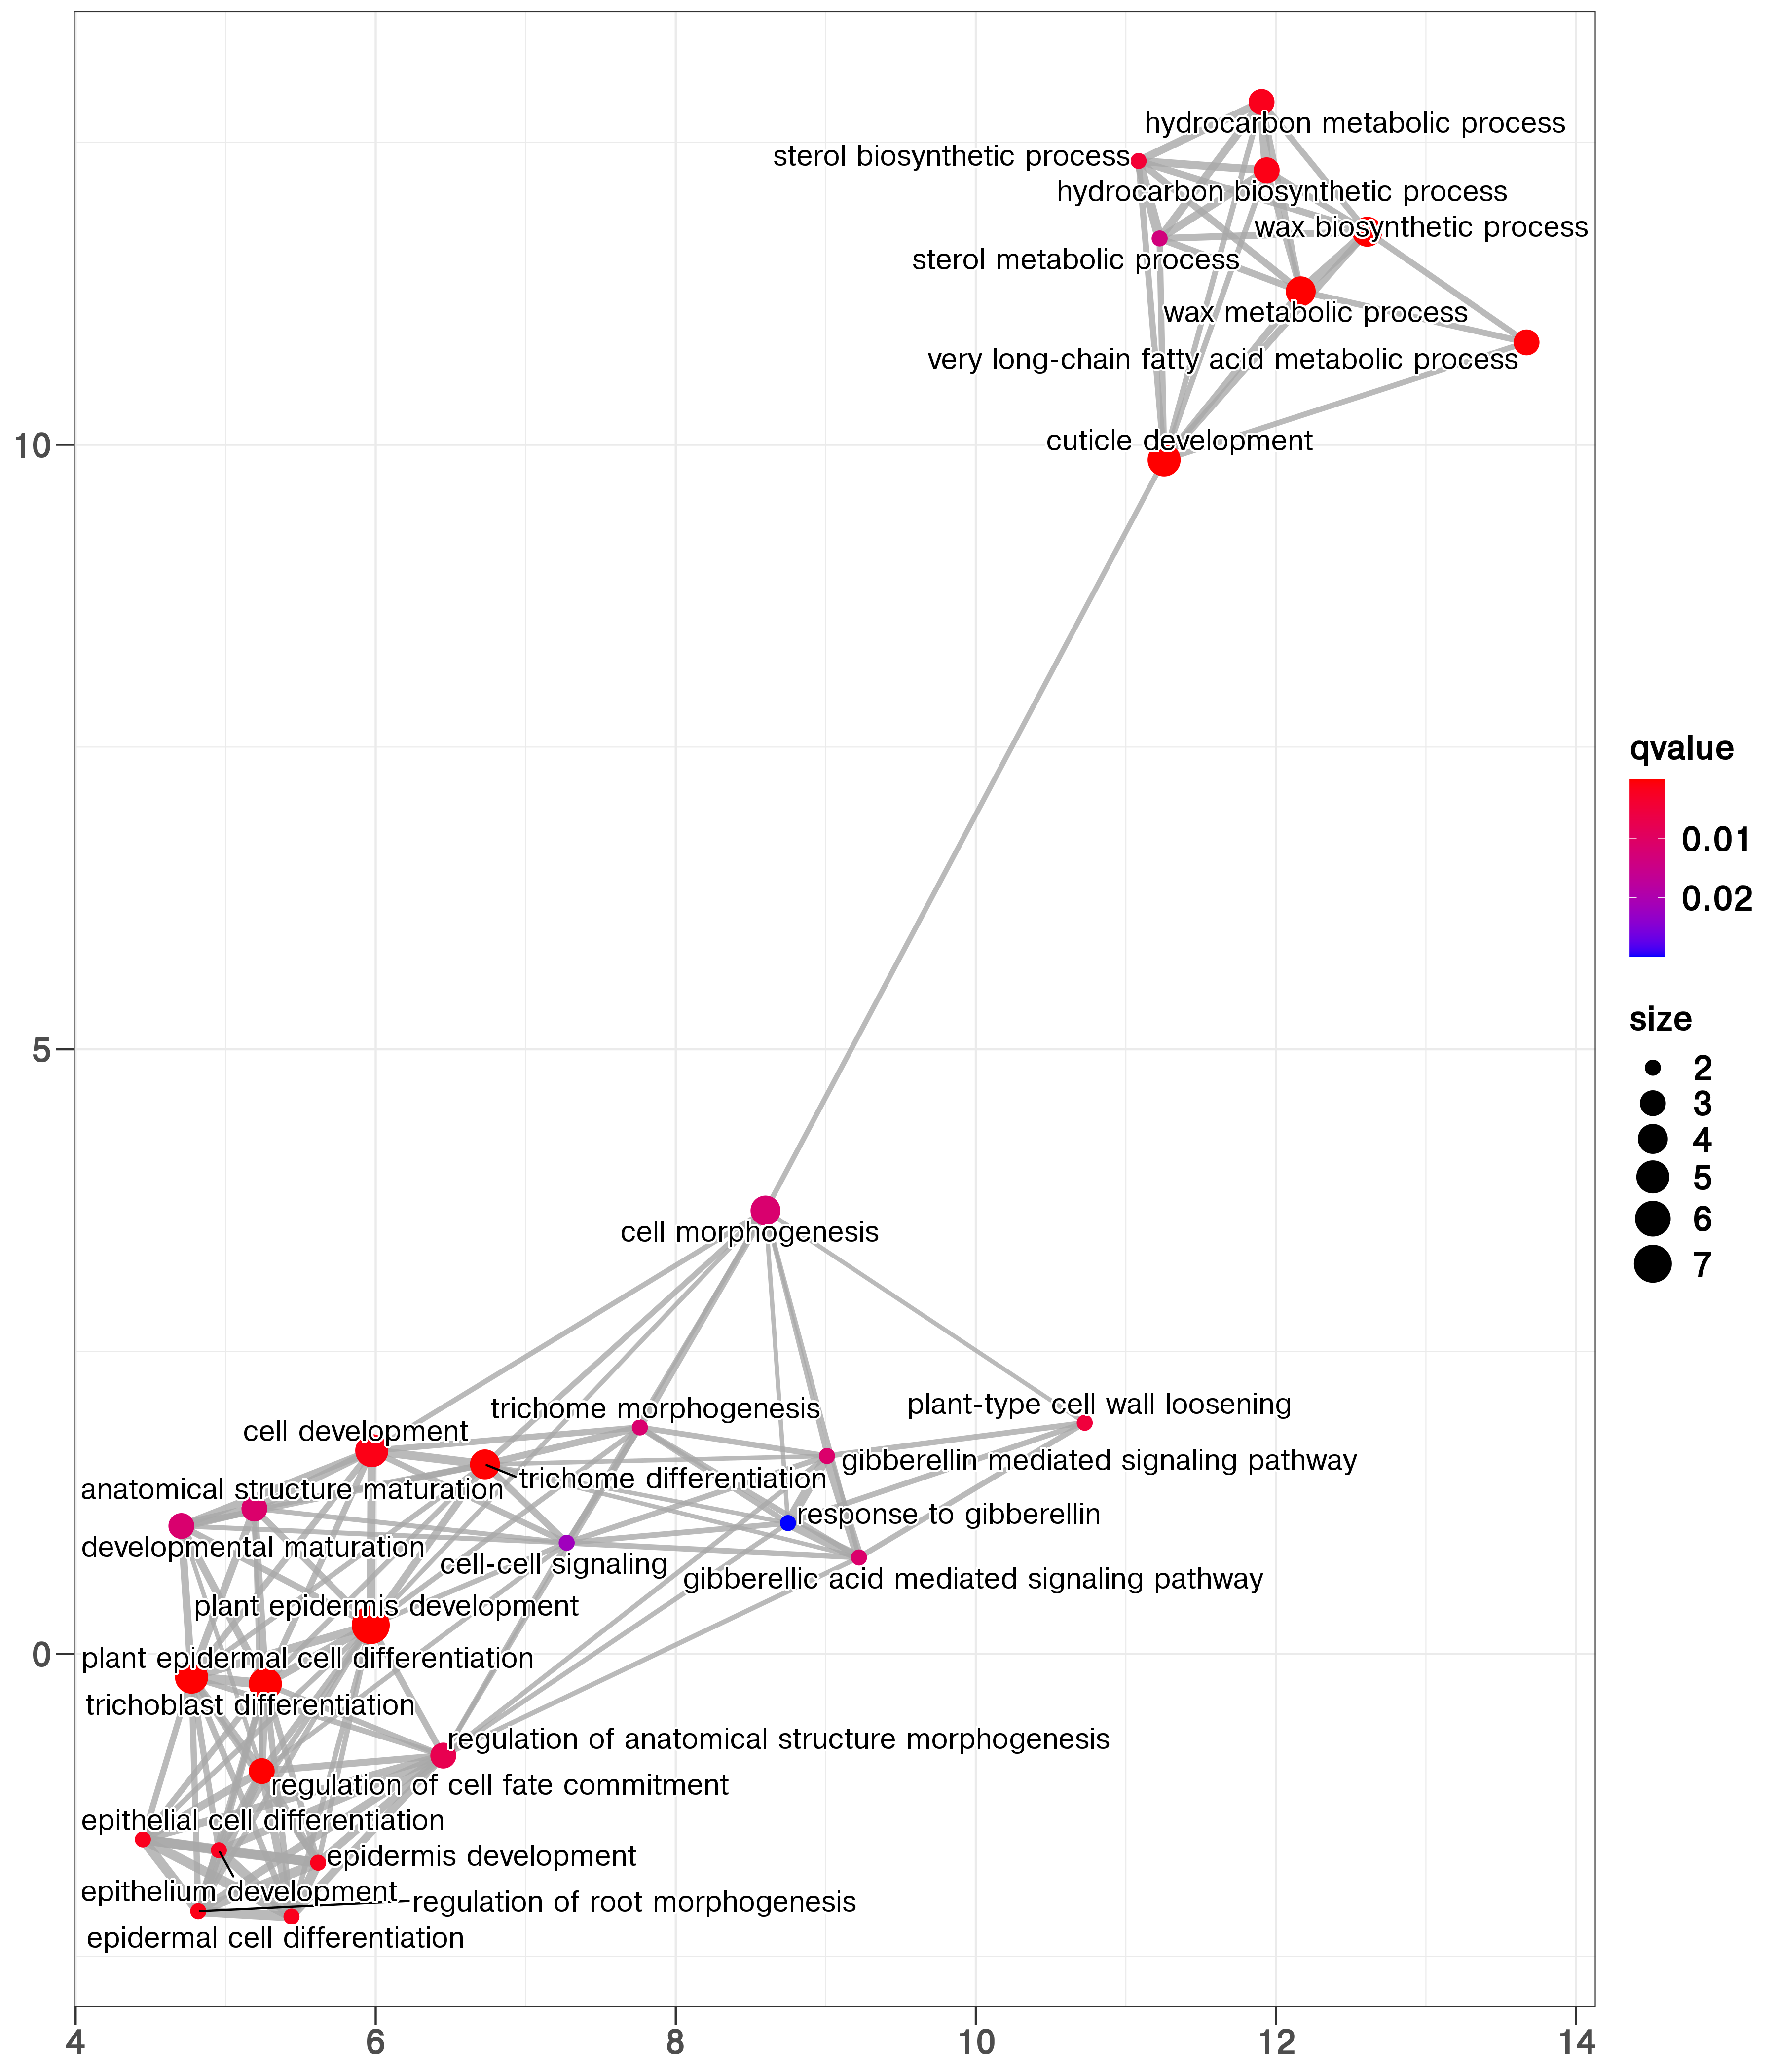 hydrocarbon metabolic process
sterol biosynthetic process
hydrocarbon biosynthetic process
wax biosynthetic process
sterol metabolic process
wax metabolic process
very long-chain fatty acid metabolic process
cuticle development
10
qvalue
0.01
0.02
size
2
3
4
5
6
7
5
cell morphogenesis
plant-type cell wall loosening
trichome morphogenesis
cell development
gibberellin mediated signaling pathway
trichome differentiation
anatomical structure maturation
response to gibberellin
developmental maturation
cell-cell signaling
gibberellic acid mediated signaling pathway
plant epidermis development
0
plant epidermal cell differentiation
trichoblast differentiation
regulation of anatomical structure morphogenesis
regulation of cell fate commitment
epithelial cell differentiation
epidermis development
epithelium development
regulation of root morphogenesis
epidermal cell differentiation
4
6
8
10
12
14